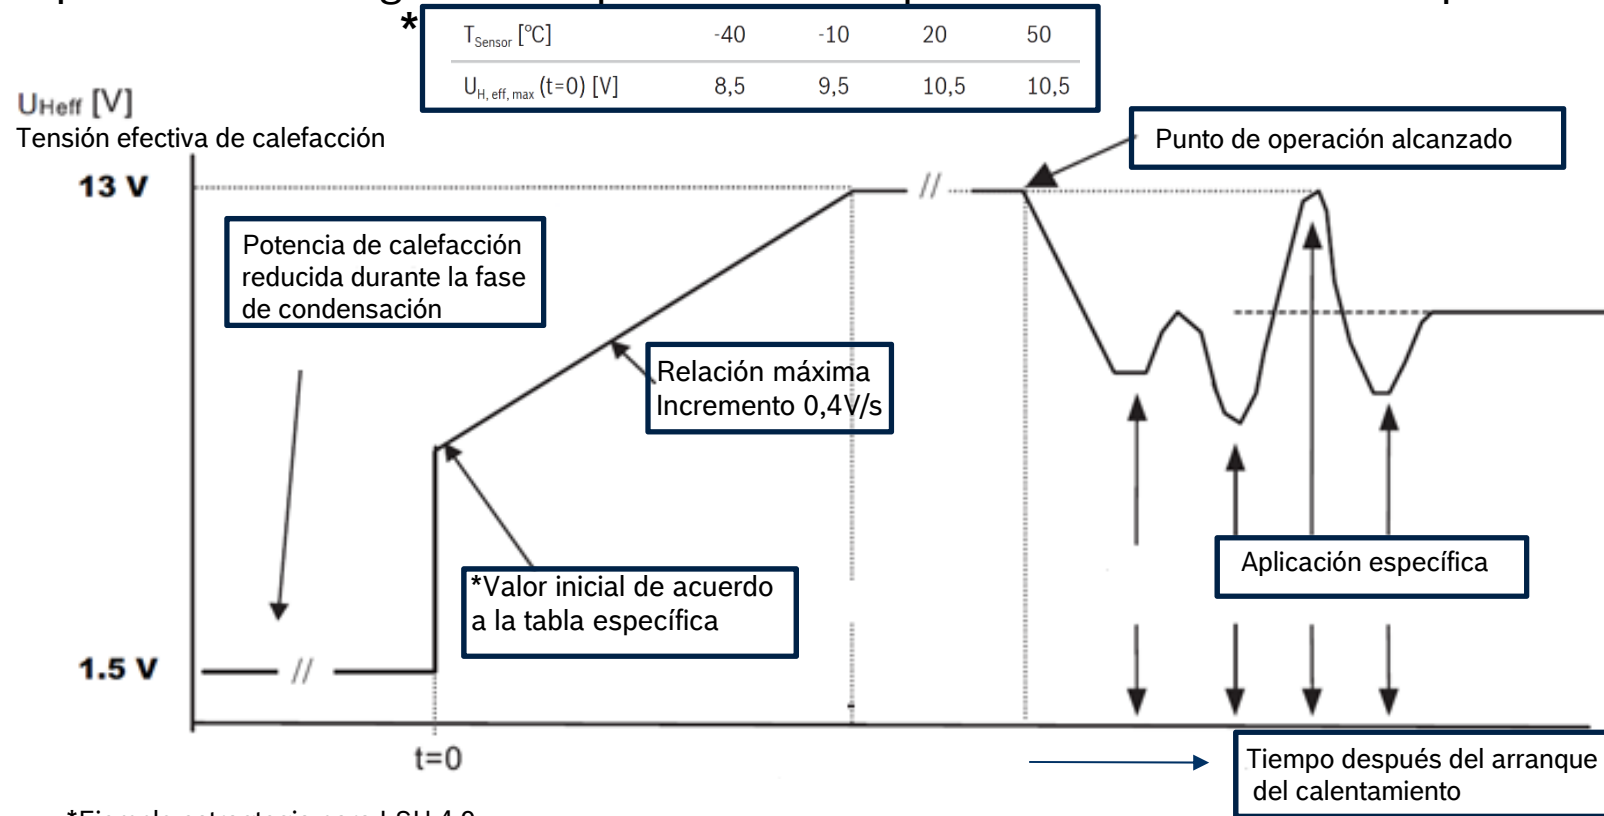 *
T Sensor [°C] -40 -10 20 50
U H, eff, max (t=0) [V] 8,5 9,5 10,5 10,5
UHeff [V]
Tensión efectiva de calefacción
Punto de operación alcanzado
13 V
//
Potencia de calefacción
reducida durante la fase
de condensación
Relación máxima
Incremento 0,4V/s
Aplicación específica
*Valor inicial de acuerdo
a la tabla específica
1.5 V
//
t=0
Tiempo después del arranque
del calentamiento